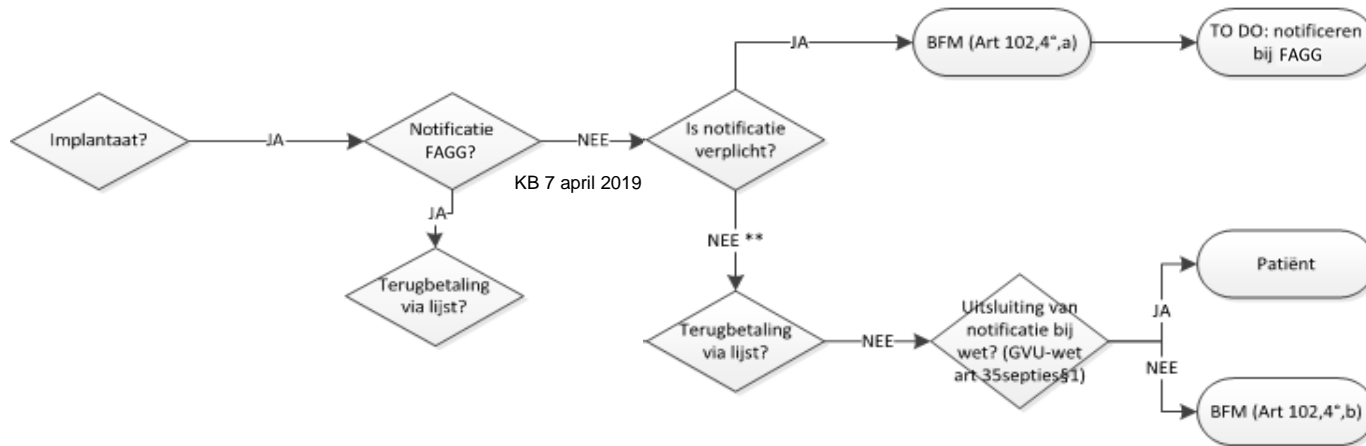 JA
BFM (Art 102,4°,a)
TO DO: notificeren
bij FAGG
Implantaat?
JA
Notificatie
FAGG?
NEE
Is notificatie
verplicht?
KB 7 april 2019
JA
NEE **
Terugbetaling
via lijst?
Terugbetaling
via lijst?
NEE
Uitsluiting van
notificatie bij
wet? (GVU-wet
art 35septies§1)
JA
Patiënt
NEE
BFM (Art 102,4°,b)